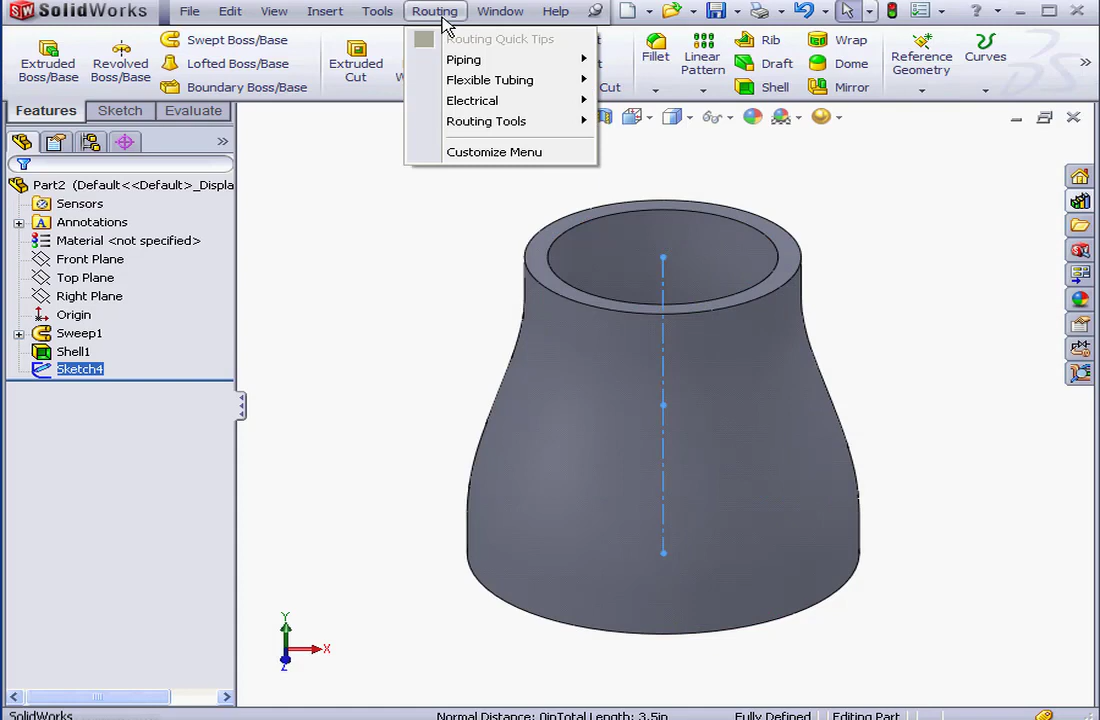 SolidWorks File Edit View Insert Tools Routing Window Help
Extruded Boss/Base
Revolved Boss/Base
Swept Boss/Base
Lofted Boss/Base
Boundary Boss/Base
Extruded Cut
Cut
Fillet
Linear Pattern
Rib
Draft
Shell
Wrap
Dome
Mirror
Reference Geometry
Curves
Routing Quick Tips
Piping
Flexible Tubing
Electrical
Routing Tools
Customize Menu
Features Sketch Evaluate
Part2 (Default<<Default>_Displa
Sensors
Annotations
Material <not specified>
Front Plane
Top Plane
Right Plane
Origin
Sweep1
Shell1
Sketch4
Y
X
Z
SolidWorks Normal Distance: 0inTotal Length: 3.5in Fully Defined Editing Part